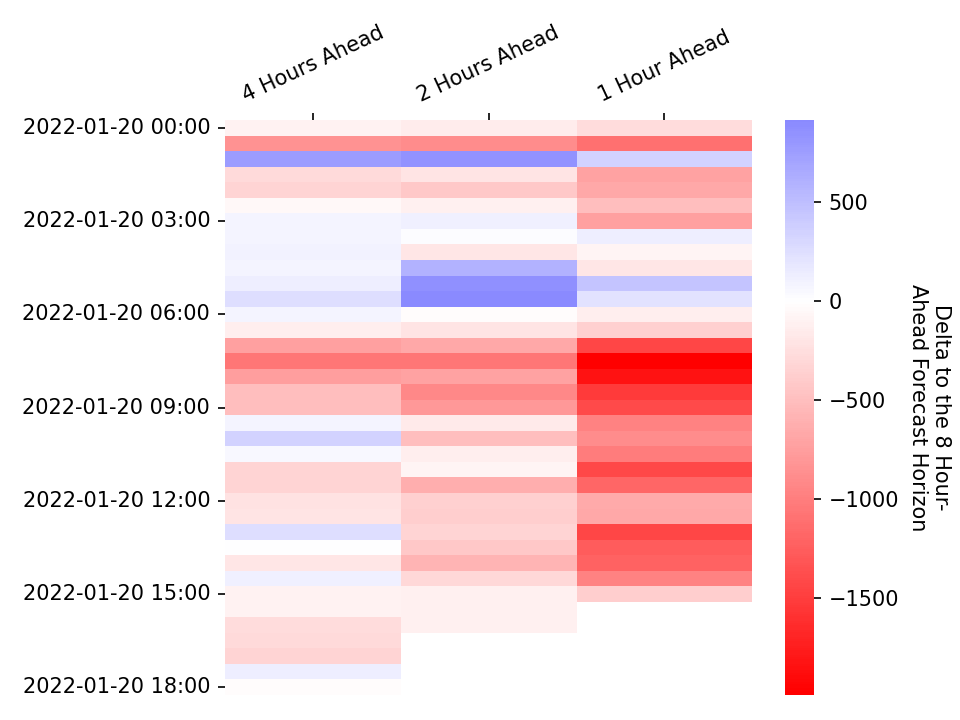 4 Hours Ahead
2 Hours Ahead
1 Hour Ahead
2022-01-20 00:00
2022-01-20 03:00
2022-01-20 06:00
2022-01-20 09:00
2022-01-20 12:00
2022-01-20 15:00
2022-01-20 18:00
500
0
−500
−1000
−1500
Delta to the 8 Hour-
Ahead Forecast Horizon